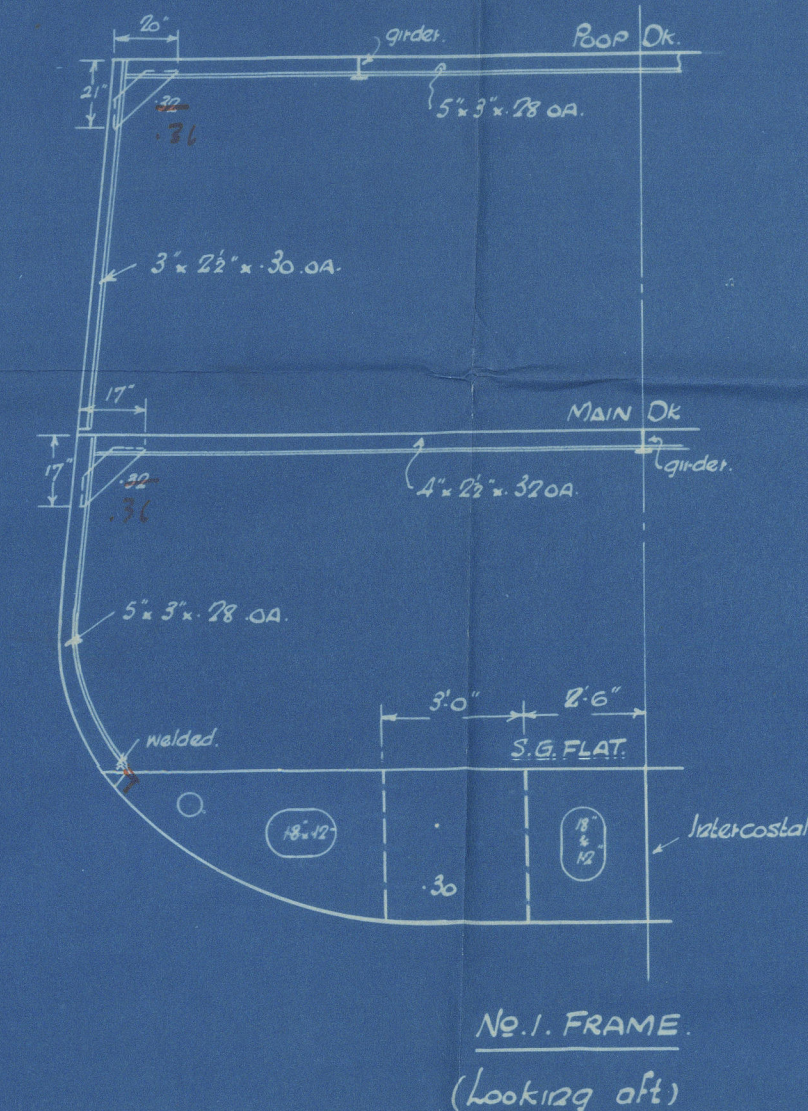 20"
girder.
POOP DK.
21"
.32
.36
5" x 3" x .28 OA.
3" x 2½" x .30 .OA.
17"
MAIN DK
17"
.32
.36
girder.
4" x 2½" x .32 OA.
5" x 3" x .28 .OA.
3'-0"
2'-6"
welded.
S.G. FLAT.
18" x 12"
18"
x
12"
Intercostal
.30
No. 1. FRAME.
(Looking aft)